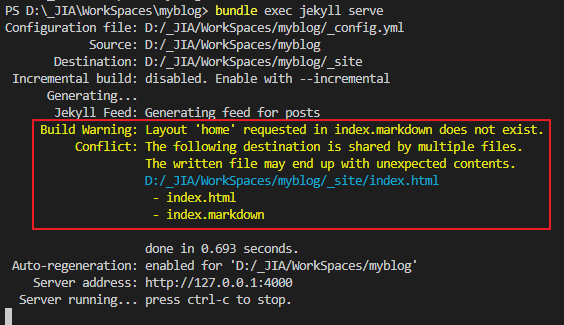 PS D:\_JIA\WorkSpaces\myblog> bundle exec jekyll serve
Configuration file: D:/_JIA/WorkSpaces/myblog/_config.yml
Source: D:/_JIA/WorkSpaces/myblog
Destination: D:/_JIA/WorkSpaces/myblog/_site
Incremental build: disabled. Enable with --incremental
Generating...
Jekyll Feed: Generating feed for posts
Build Warning: Layout 'home' requested in index.markdown does not exist.
Conflict: The following destination is shared by multiple files.
The written file may end up with unexpected contents.
D:/_JIA/WorkSpaces/myblog/_site/index.html
- index.html
- index.markdown
done in 0.693 seconds.
Auto-regeneration: enabled for 'D:/_JIA/WorkSpaces/myblog'
Server address: http://127.0.0.1:4000
Server running... press ctrl-c to stop.